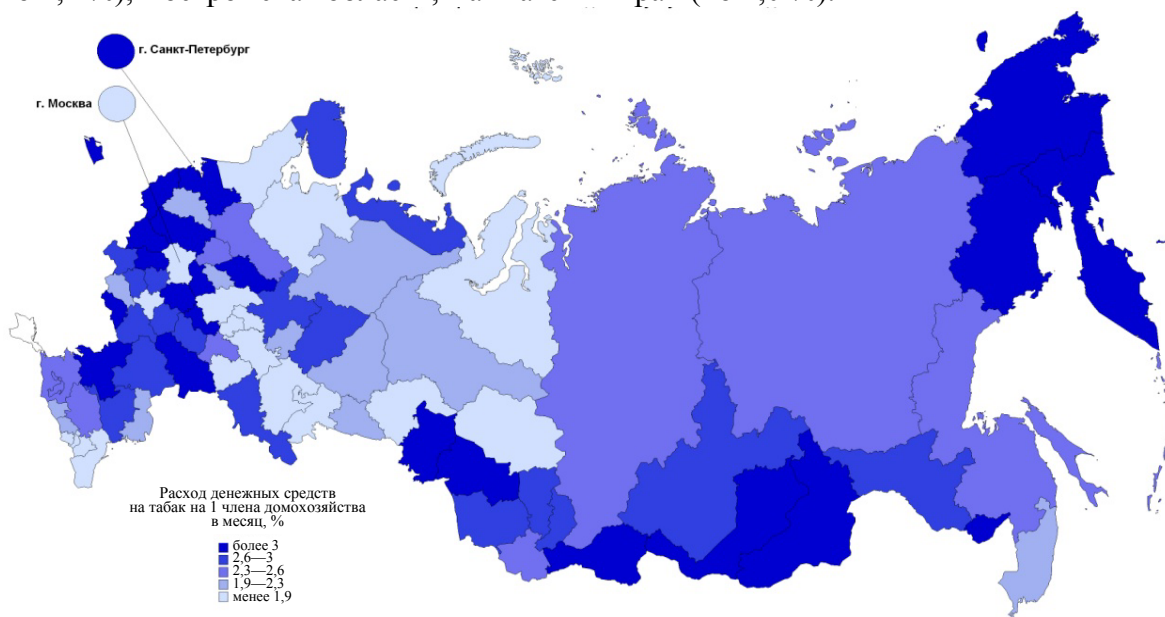 г. Санкт-Петербург
г. Москва
Расход денежных средств
на табак на 1 члена домохозяйства
в месяц, %
более 3
2,6—3
2,3—2,6
1,9—2,3
менее 1,9